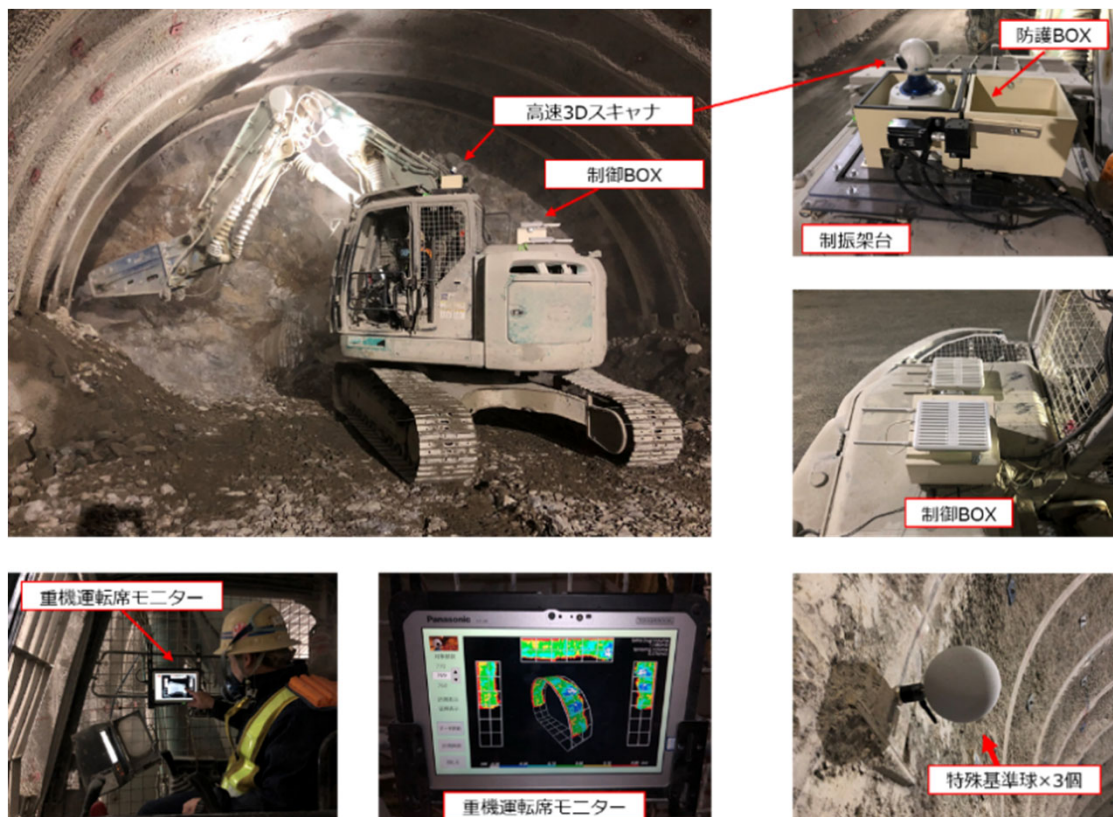 高速3Dスキャナ
制御BOX
防護BOX
制振架台
制御BOX
重機運転席モニター
Panasonic
重機運転席モニター
特殊基準球×3個